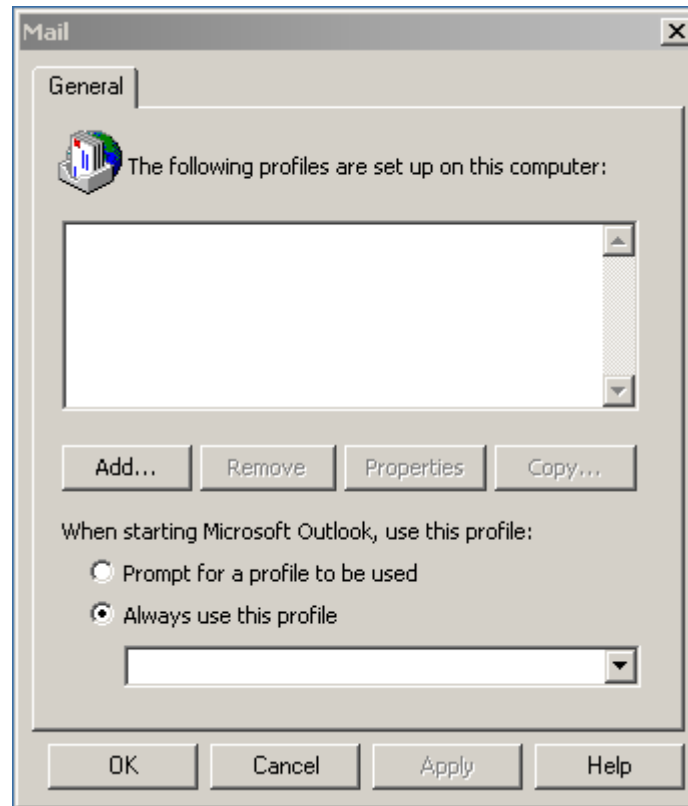 Mail
General
The following profiles are set up on this computer:
Add...
Remove
Properties
Copy...
When starting Microsoft Outlook, use this profile:
Prompt for a profile to be used
Always use this profile
OK
Cancel
Apply
Help